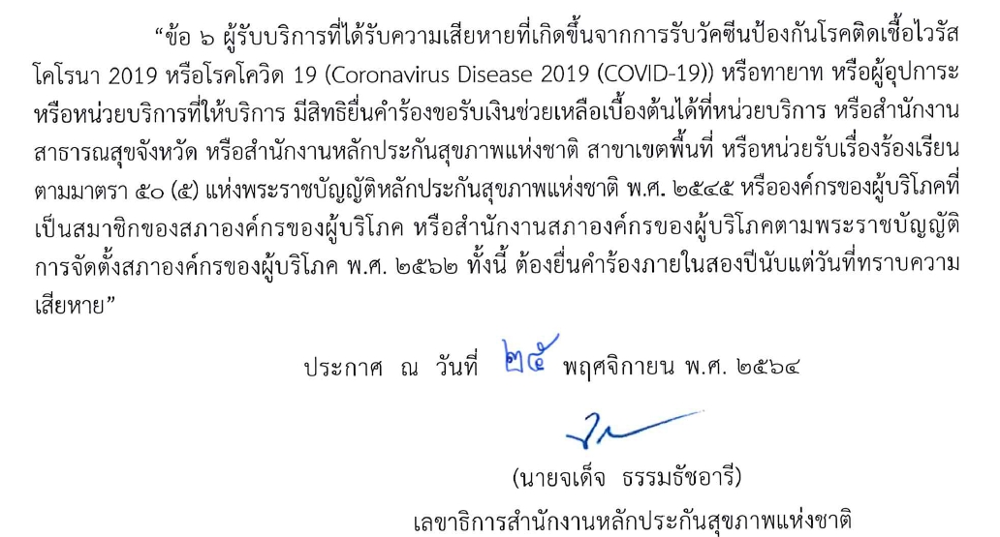 “ข้อ ๖ ผู้รับบริการที่ได้รับความเสียหายที่เกิดขึ้นจากการรับวัคซีนป้องกันโรคติดเชื้อไวรัส
โคโรนา 2019 หรือโรคโควิด 19 (Coronavirus Disease 2019 (COVID-19)) หรือทายาท หรือผู้อุปการะ
หรือหน่วยบริการที่ให้บริการ มีสิทธิยื่นคำร้องขอรับเงินช่วยเหลือเบื้องต้นได้ที่หน่วยบริการ หรือสำนักงาน
สาธารณสุขจังหวัด หรือสำนักงานหลักประกันสุขภาพแห่งชาติ สาขาเขตพื้นที่ หรือหน่วยรับเรื่องร้องเรียน
ตามมาตรา ๕๐ (๕) แห่งพระราชบัญญัติหลักประกันสุขภาพแห่งชาติ พ.ศ. ๒๕๔๕ หรือองค์กรของผู้บริโภคที่
เป็นสมาชิกของสภาองค์กรของผู้บริโภค หรือสำนักงานสภาองค์กรของผู้บริโภคตามพระราชบัญญัติ
การจัดตั้งสภาองค์กรของผู้บริโภค พ.ศ. ๒๕๖๒ ทั้งนี้ ต้องยื่นคำร้องภายในสองปีนับแต่วันที่ทราบความ
เสียหาย”
ประกาศ ณ วันที่ ๒๕ พฤศจิกายน พ.ศ. ๒๕๖๔
(นายจเด็จ ธรรมธัชอารี)
เลขาธิการสำนักงานหลักประกันสุขภาพแห่งชาติ